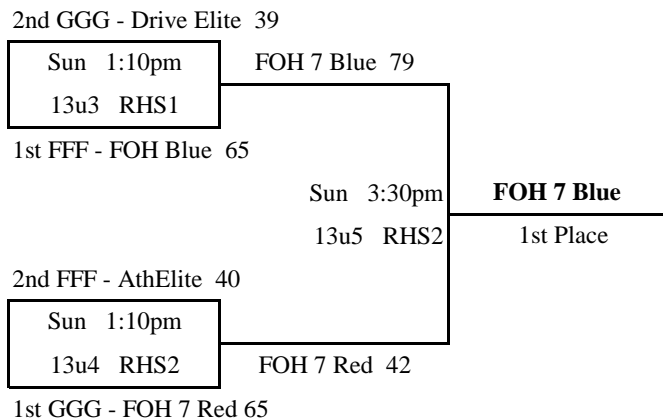 2nd GGG - Drive Elite 39
Sun 1:10pm
FOH 7 Blue 79
13u3 RHS1
1st FFF - FOH Blue 65
Sun 3:30pm
FOH 7 Blue
13u5 RHS2
1st Place
2nd FFF - AthElite 40
Sun 1:10pm
13u4 RHS2
FOH 7 Red 42
1st GGG - FOH 7 Red 65